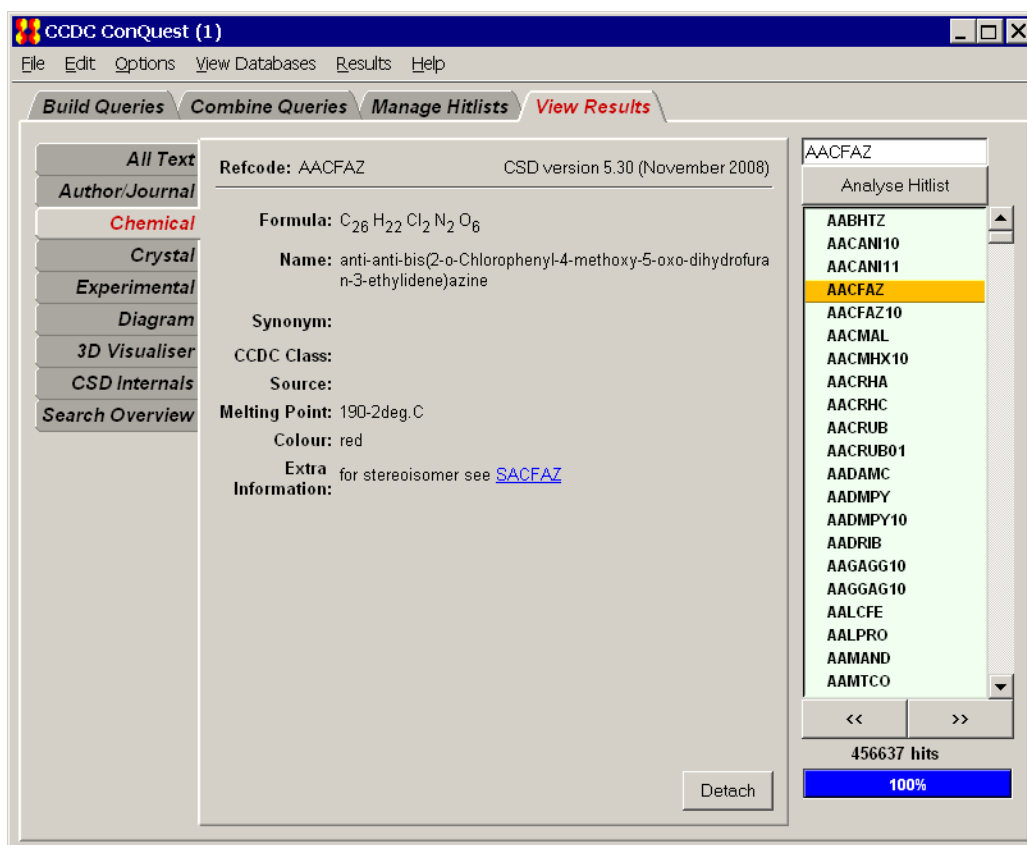 CCDC ConQuest (1)
File Edit Options View Databases Results Help
Build Queries Combine Queries Manage Hitlists View Results
All Text
Author/Journal
Chemical
Crystal
Experimental
Diagram
3D Visualiser
CSD Internals
Search Overview
Refcode: AACFAZ CSD version 5.30 (November 2008)
Formula: C26 H22 Cl2 N2 O6
Name: anti-anti-bis(2-o-Chlorophenyl-4-methoxy-5-oxo-dihydrofura
n-3-ethylidene)azine
Synonym:
CCDC Class:
Source:
Melting Point: 190-2deg.C
Colour: red
Extra
Information: for stereoisomer see SACFAZ
Detach
AACFAZ
Analyse Hitlist
AABHTZ
AACANI10
AACANI11
AACFAZ
AACFAZ10
AACMAL
AACMHX10
AACRHA
AACRHC
AACRUB
AACRUB01
AADAMC
AADMPY
AADMPY10
AADRIB
AAGAGG10
AAGGAG10
AALCFE
AALPRO
AAMAND
AAMTCO
<< >>
456637 hits
100%